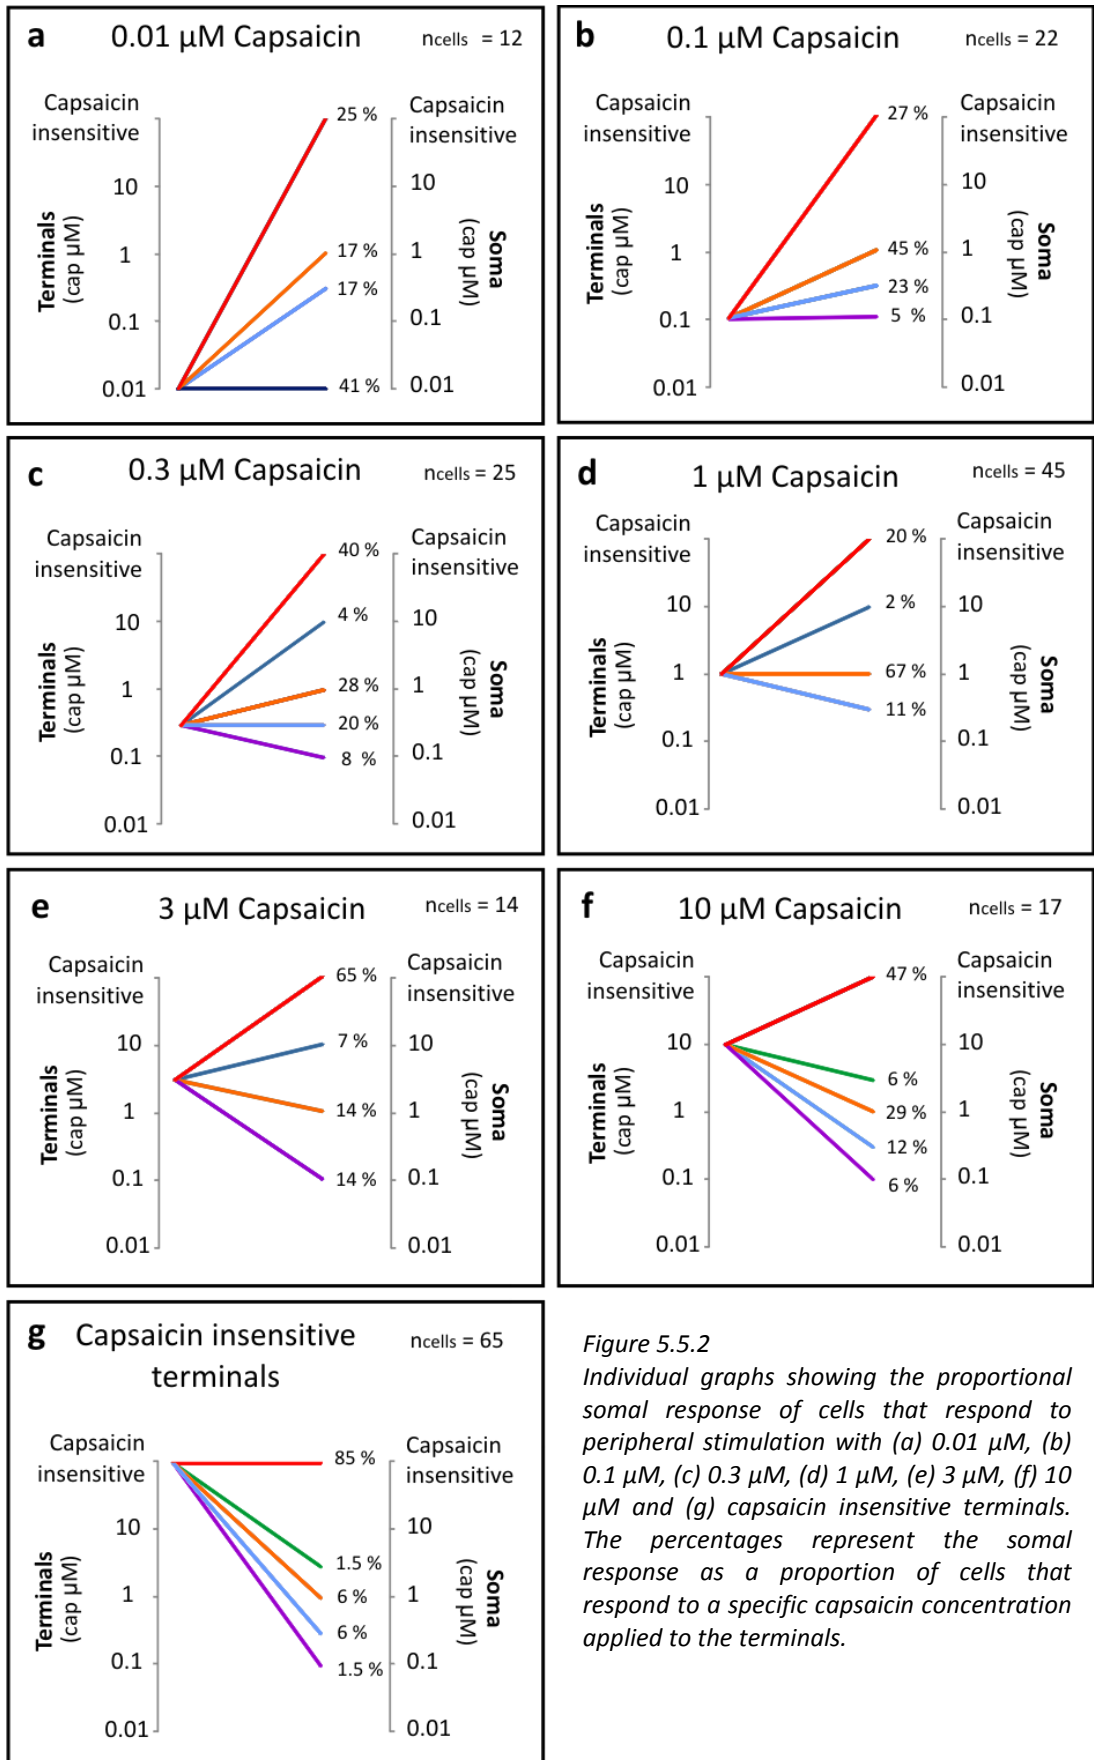 a 0.01 µM Capsaicin ncells = 12
Capsaicin
insensitive
10
1
0.1
0.01
Terminals
(cap µM)
25 %
17 %
17 %
41 %
Capsaicin
insensitive
10
1
0.1
0.01
Soma
(cap µM)
b 0.1 µM Capsaicin ncells = 22
Capsaicin
insensitive
10
1
0.1
0.01
Terminals
(cap µM)
27 %
45 %
23 %
5 %
Capsaicin
insensitive
10
1
0.1
0.01
Soma
(cap µM)
c 0.3 µM Capsaicin ncells = 25
Capsaicin
insensitive
10
1
0.1
0.01
Terminals
(cap µM)
40 %
4 %
28 %
20 %
8 %
Capsaicin
insensitive
10
1
0.1
0.01
Soma
(cap µM)
d 1 µM Capsaicin ncells = 45
Capsaicin
insensitive
10
1
0.1
0.01
Terminals
(cap µM)
20 %
2 %
67 %
11 %
Capsaicin
insensitive
10
1
0.1
0.01
Soma
(cap µM)
e 3 µM Capsaicin ncells = 14
Capsaicin
insensitive
10
1
0.1
0.01
Terminals
(cap µM)
65 %
7 %
14 %
14 %
Capsaicin
insensitive
10
1
0.1
0.01
Soma
(cap µM)
f 10 µM Capsaicin ncells = 17
Capsaicin
insensitive
10
1
0.1
0.01
Terminals
(cap µM)
47 %
6 %
29 %
12 %
6 %
Capsaicin
insensitive
10
1
0.1
0.01
Soma
(cap µM)
g Capsaicin insensitive ncells = 65
terminals
Capsaicin
insensitive
10
1
0.1
0.01
Terminals
(cap µM)
85 %
1.5 %
6 %
6 %
1.5 %
Capsaicin
insensitive
10
1
0.1
0.01
Soma
(cap µM)
Figure 5.5.2
Individual graphs showing the proportional
somal response of cells that respond to
peripheral stimulation with (a) 0.01 µM, (b)
0.1 µM, (c) 0.3 µM, (d) 1 µM, (e) 3 µM, (f) 10
µM and (g) capsaicin insensitive terminals.
The percentages represent the somal
response as a proportion of cells that
respond to a specific capsaicin concentration
applied to the terminals.